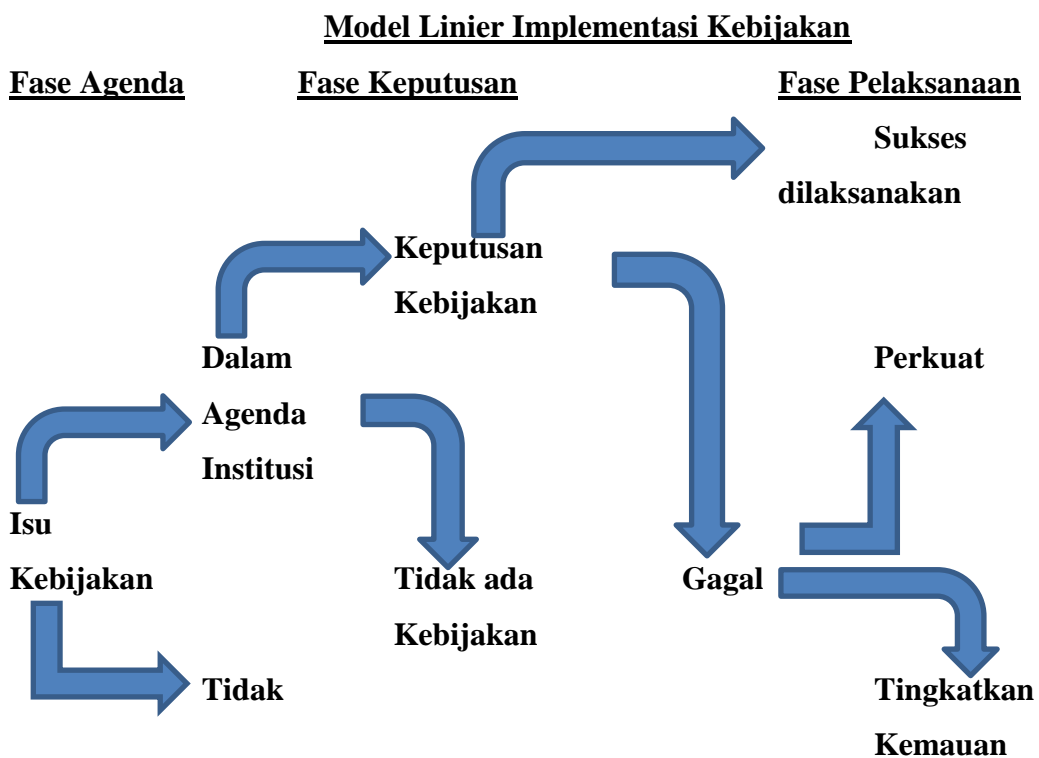 Model Linier Implementasi Kebijakan
Fase Agenda Fase Keputusan Fase Pelaksanaan
Sukses
dilaksanakan
Keputusan
Kebijakan
Dalam Perkuat
Agenda
Institusi
Isu
Kebijakan Tidak ada Gagal
Kebijakan
Tidak Tingkatkan
Kemauan